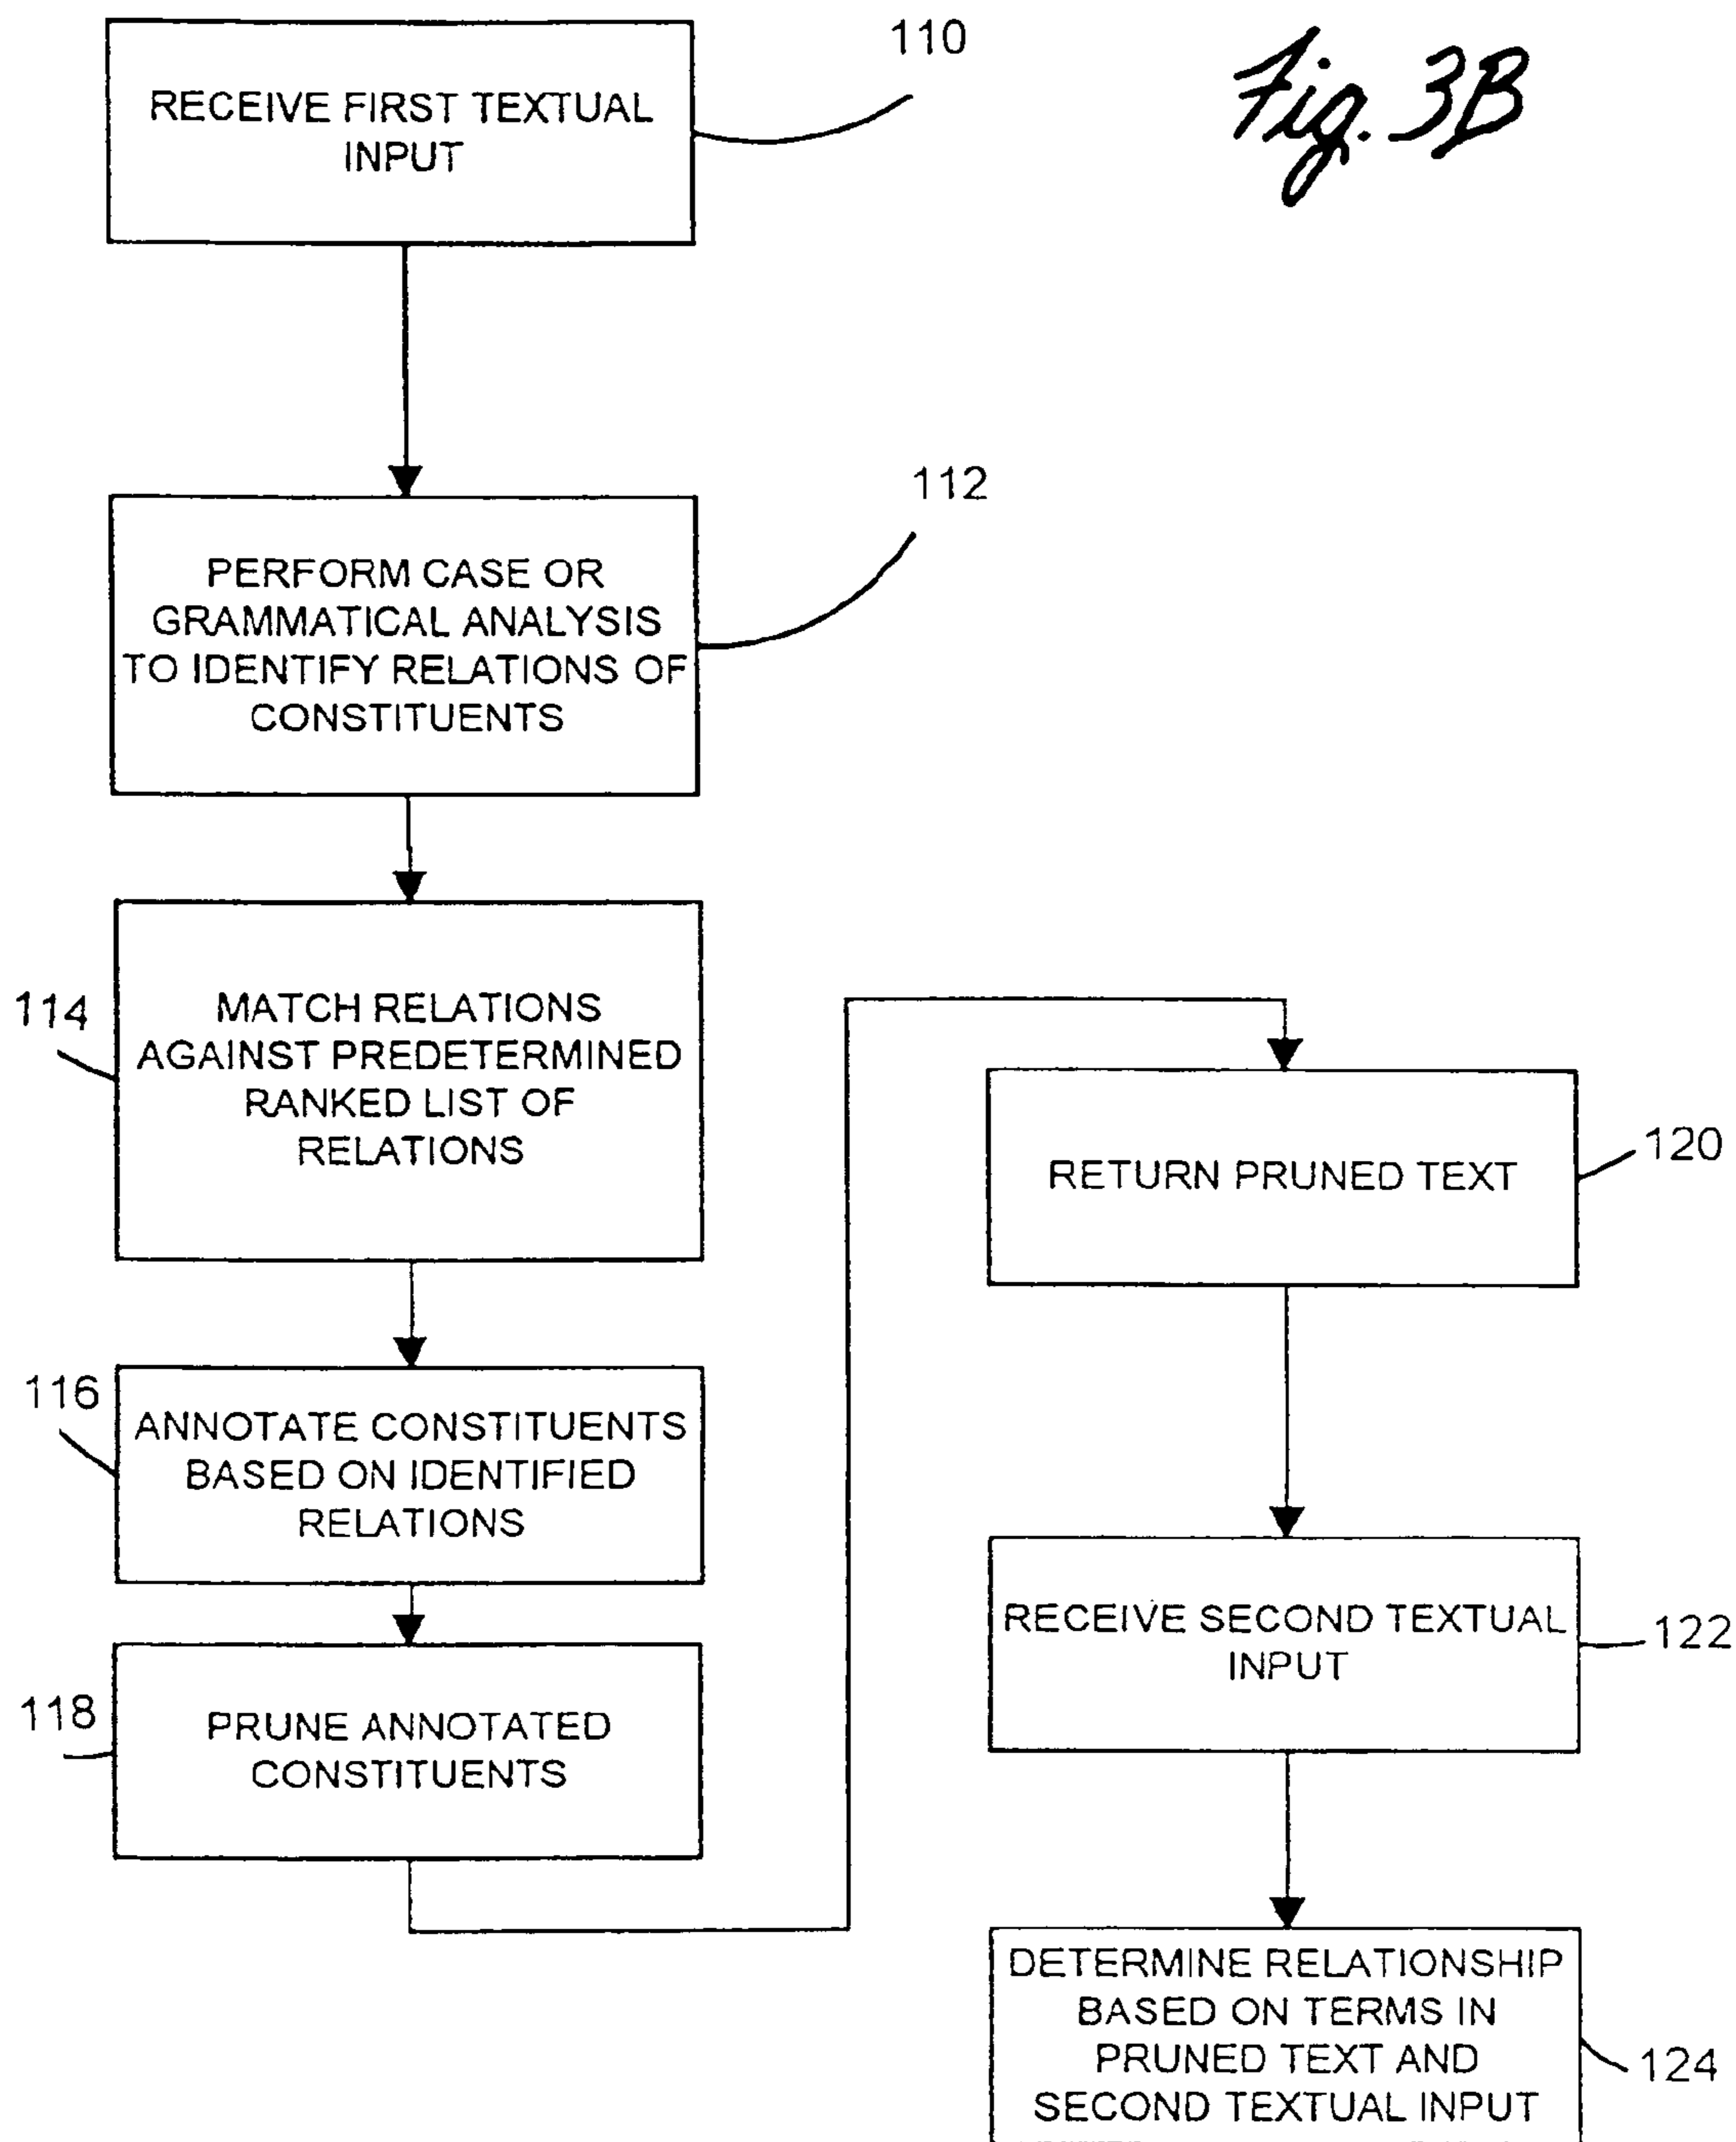 110
Fig. 3B
RECEIVE FIRST TEXTUAL
INPUT
112
PERFORM CASE OR
GRAMMATICAL ANALYSIS
TO IDENTIFY RELATIONS OF
CONSTITUENTS
114
MATCH RELATIONS
AGAINST PREDETERMINED
RANKED LIST OF
RELATIONS
116
ANNOTATE CONSTITUENTS
BASED ON IDENTIFIED
RELATIONS
118
PRUNE ANNOTATED
CONSTITUENTS
120
RETURN PRUNED TEXT
122
RECEIVE SECOND TEXTUAL
INPUT
124
DETERMINE RELATIONSHIP
BASED ON TERMS IN
PRUNED TEXT AND
SECOND TEXTUAL INPUT